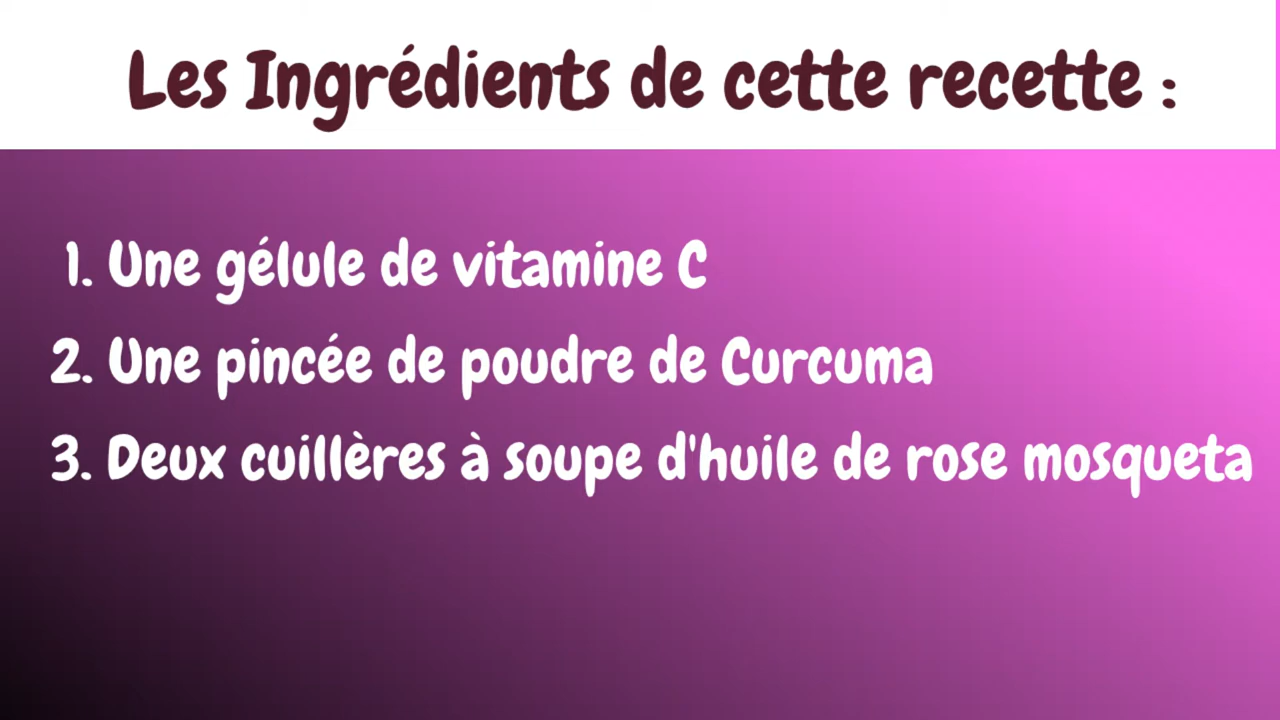 Les Ingrédients de cette recette :
1. Une gélule de vitamine C
2. Une pincée de poudre de Curcuma
3. Deux cuillères à soupe d'huile de rose mosqueta